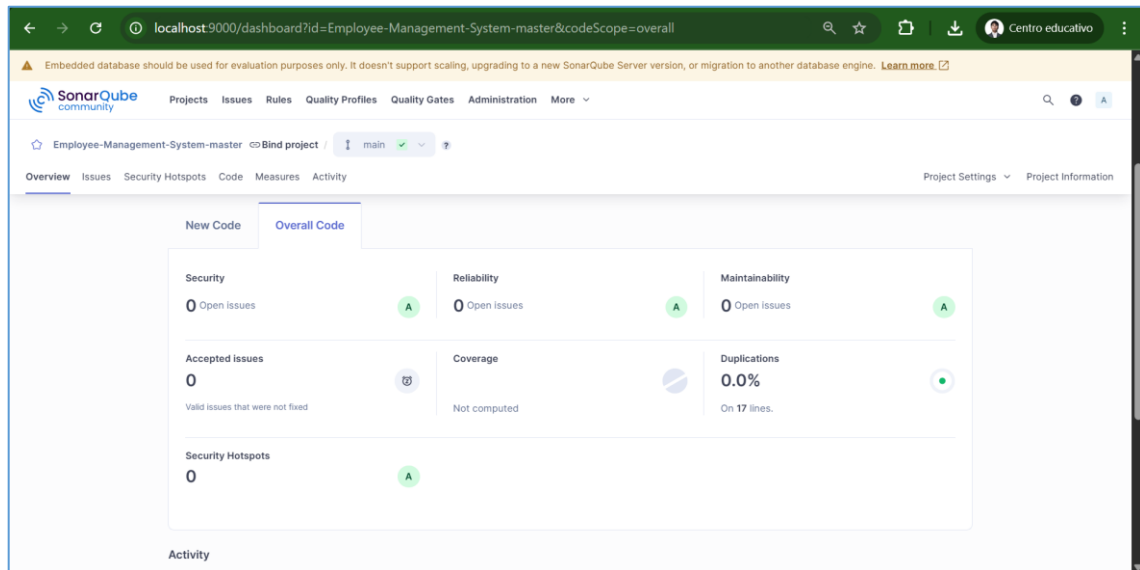 localhost:9000/dashboard?id=Employee-Management-System-master&codeScope=overall Centro educativo
Embedded database should be used for evaluation purposes only. It doesn't support scaling, upgrading to a new SonarQube Server version, or migration to another database engine. Learn more
SonarQube community Projects Issues Rules Quality Profiles Quality Gates Administration More ? A
Employee-Management-System-master Bind project / main ?
Overview Issues Security Hotspots Code Measures Activity Project Settings Project Information
New Code Overall Code
Security Reliability Maintainability
0 Open issues A 0 Open issues A 0 Open issues A
Accepted issues Coverage Duplications
0 0.0%
Valid issues that were not fixed Not computed On 17 lines.
Security Hotspots
0 A
Activity